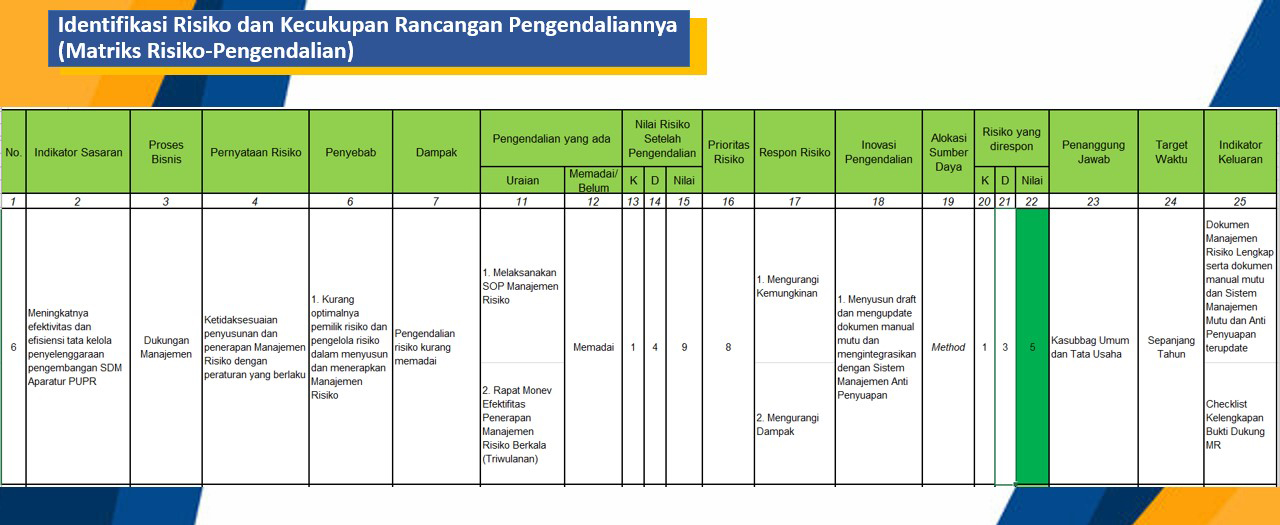 Identifikasi Risiko dan Kecukupan Rancangan Pengendaliannya
(Matriks Risiko-Pengendalian)
No.
Indikator Sasaran
Proses
Bisnis
Pernyataan Risiko
Penyebab
Dampak
Pengendalian yang ada
Uraian
Memadai/
Belum
Nilai Risiko
Setelah
Pengendalian
K
D
Nilai
Prioritas
Risiko
Respon Risiko
Inovasi
Pengendalian
Alokasi
Sumber
Daya
Risiko yang
direspon
K
D
Nilai
Penanggung
Jawab
Target
Waktu
Indikator
Keluaran
1 2 3 4 6 7 11 12 13 14 15 16 17 18 19 20 21 22 23 24 25
6
Meningkatnya
efektivitas dan
efisiensi tata kelola
penyelenggaraan
pengembangan SDM
Aparatur PUPR
Dukungan
Manajemen
Ketidaksesuaian
penyusunan dan
penerapan Manajemen
Risiko dengan
peraturan yang berlaku
1. Kurang
optimalnya
pemilik risiko dan
pengelola risiko
dalam menyusun
dan menerapkan
Manajemen
Risiko
Pengendalian
risiko kurang
memadai
1. Melaksanakan
SOP Manajemen
Risiko
2. Rapat Monev
Efektifitas
Penerapan
Manajemen
Risiko Berkala
(Triwulanan)
Memadai
1
4
9
8
1. Mengurangi
Kemungkinan
2. Mengurangi
Dampak
1. Menyusun draft
dan mengupdate
dokumen manual
mutu dan
mengintegrasikan
dengan Sistem
Manajemen Anti
Penyuapan
Method
1
3
5
Kasubbag Umum
dan Tata Usaha
Sepanjang
Tahun
Dokumen
Manajemen
Risiko Lengkap
serta dokumen
manual mutu
dan Sistem
Manajemen
Mutu dan Anti
Penyuapan
terupdate
Checklist
Kelengkapan
Bukti Dukung
MR